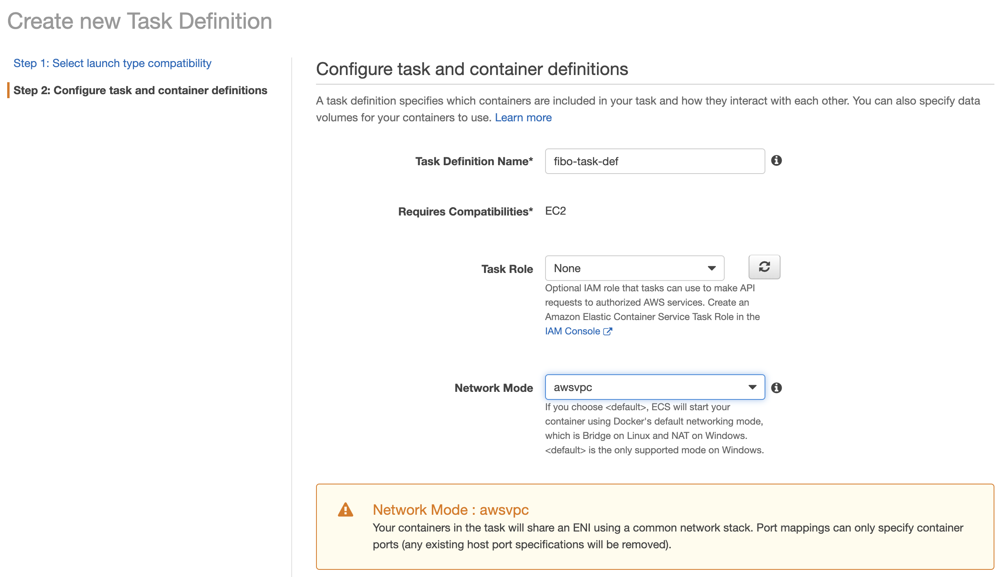 Create new Task Definition
Step 1: Select launch type compatibility
Step 2: Configure task and container definitions
Configure task and container definitions
A task definition specifies which containers are included in your task and how they interact with each other. You can also specify data
volumes for your containers to use. Learn more
Task Definition Name* fibo-task-def
Requires Compatibilities* EC2
Task Role None
Optional IAM role that tasks can use to make API
requests to authorized AWS services. Create an
Amazon Elastic Container Service Task Role in the
IAM Console
Network Mode awsvpc
If you choose <default>, ECS will start your
container using Docker's default networking mode,
which is Bridge on Linux and NAT on Windows.
<default> is the only supported mode on Windows.
Network Mode : awsvpc
Your containers in the task will share an ENI using a common network stack. Port mappings can only specify container
ports (any existing host port specifications will be removed).